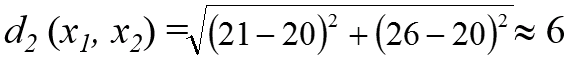 d₂ (x₁, x₂) = √((21 − 20)² + (26 − 20)²) ≈ 6